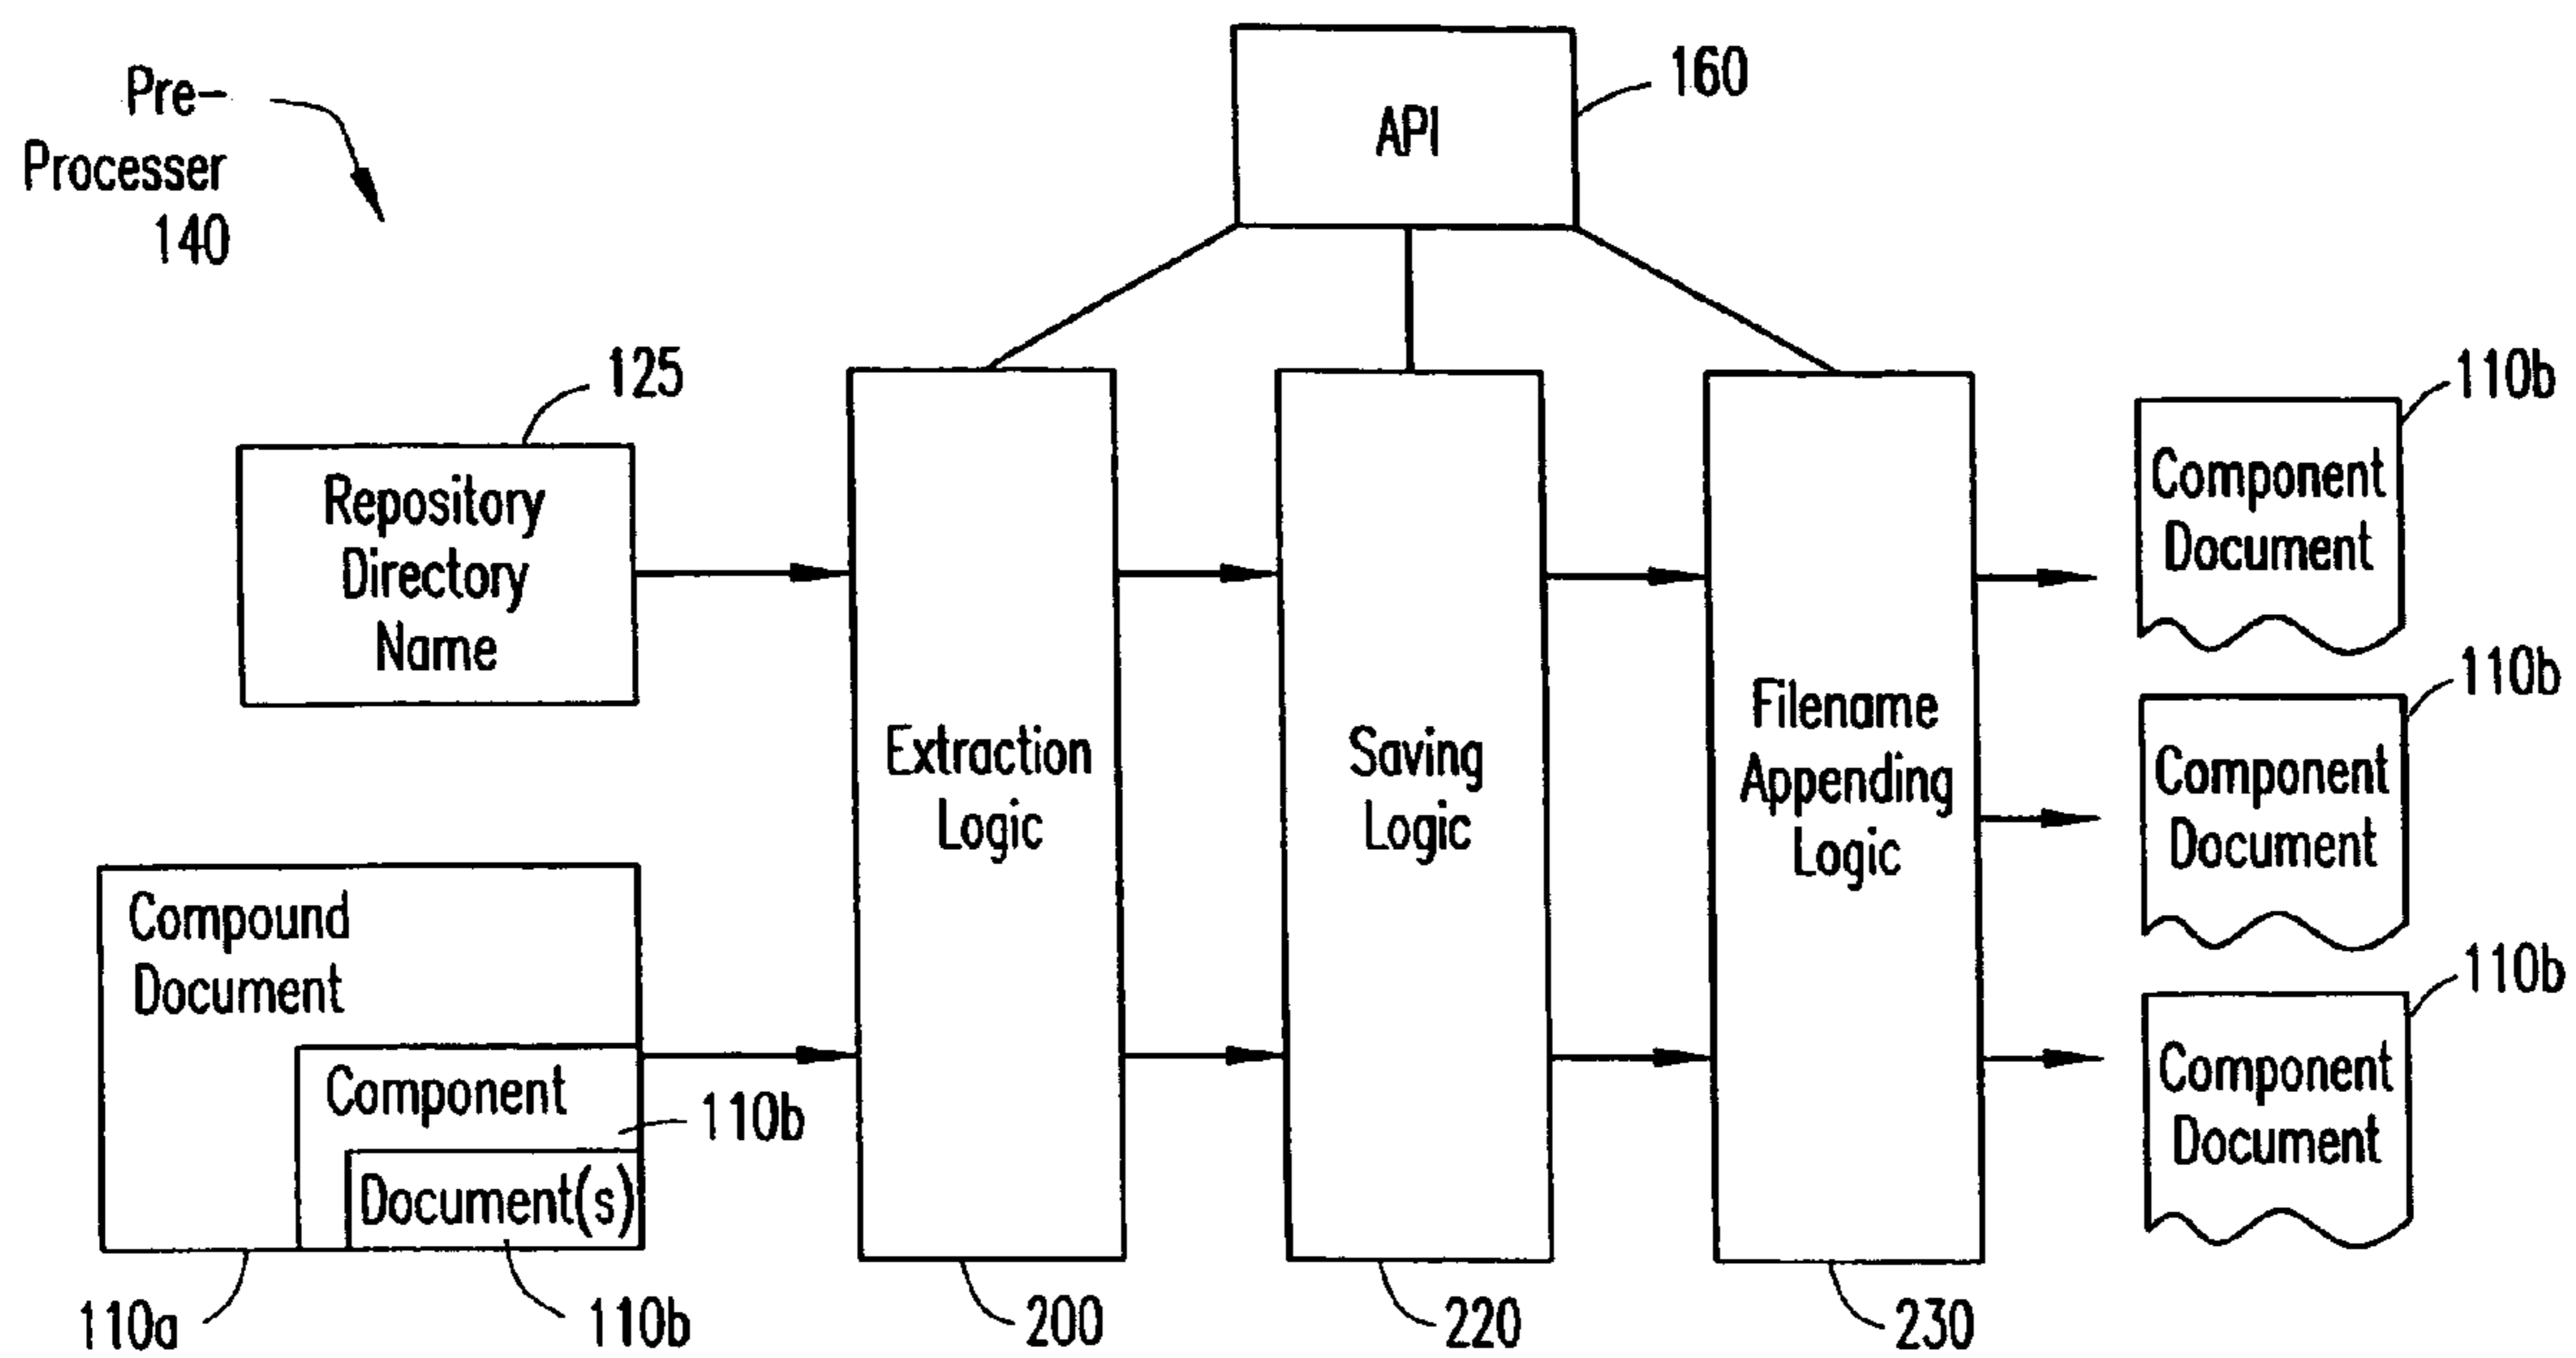 Pre-
Processer
140
API
160
125
Repository
Directory
Name
Compound
Document
Component
110b
Document(s)
110a
110b
Extraction
Logic
200
Saving
Logic
220
Filename
Appending
Logic
230
110b
Component
Document
110b
Component
Document
110b
Component
Document